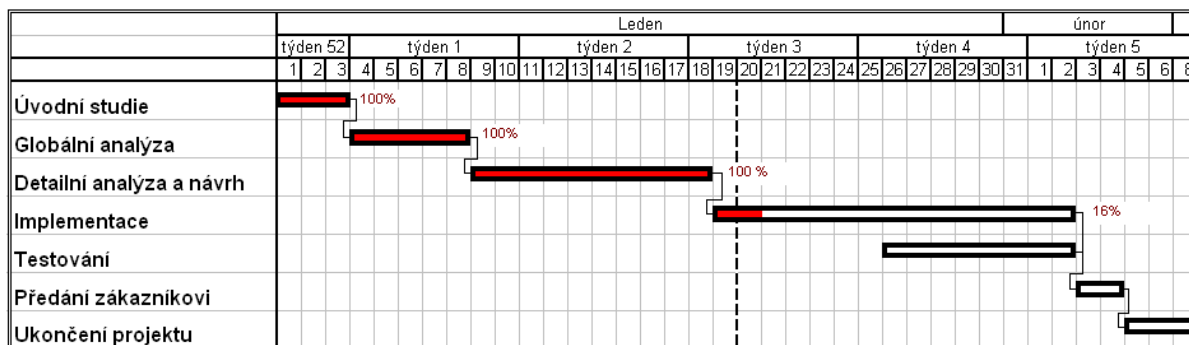 Leden únor
týden 52 týden 1 týden 2 týden 3 týden 4 týden 5
1 2 3 4 5 6 7 8 9 10 11 12 13 14 15 16 17 18 19 20 21 22 23 24 25 26 27 28 29 30 31 1 2 3 4 5 6
Úvodní studie 100%
Globální analýza 100%
Detailní analýza a návrh 100 %
Implementace 16%
Testování
Předání zákazníkovi
Ukončení projektu